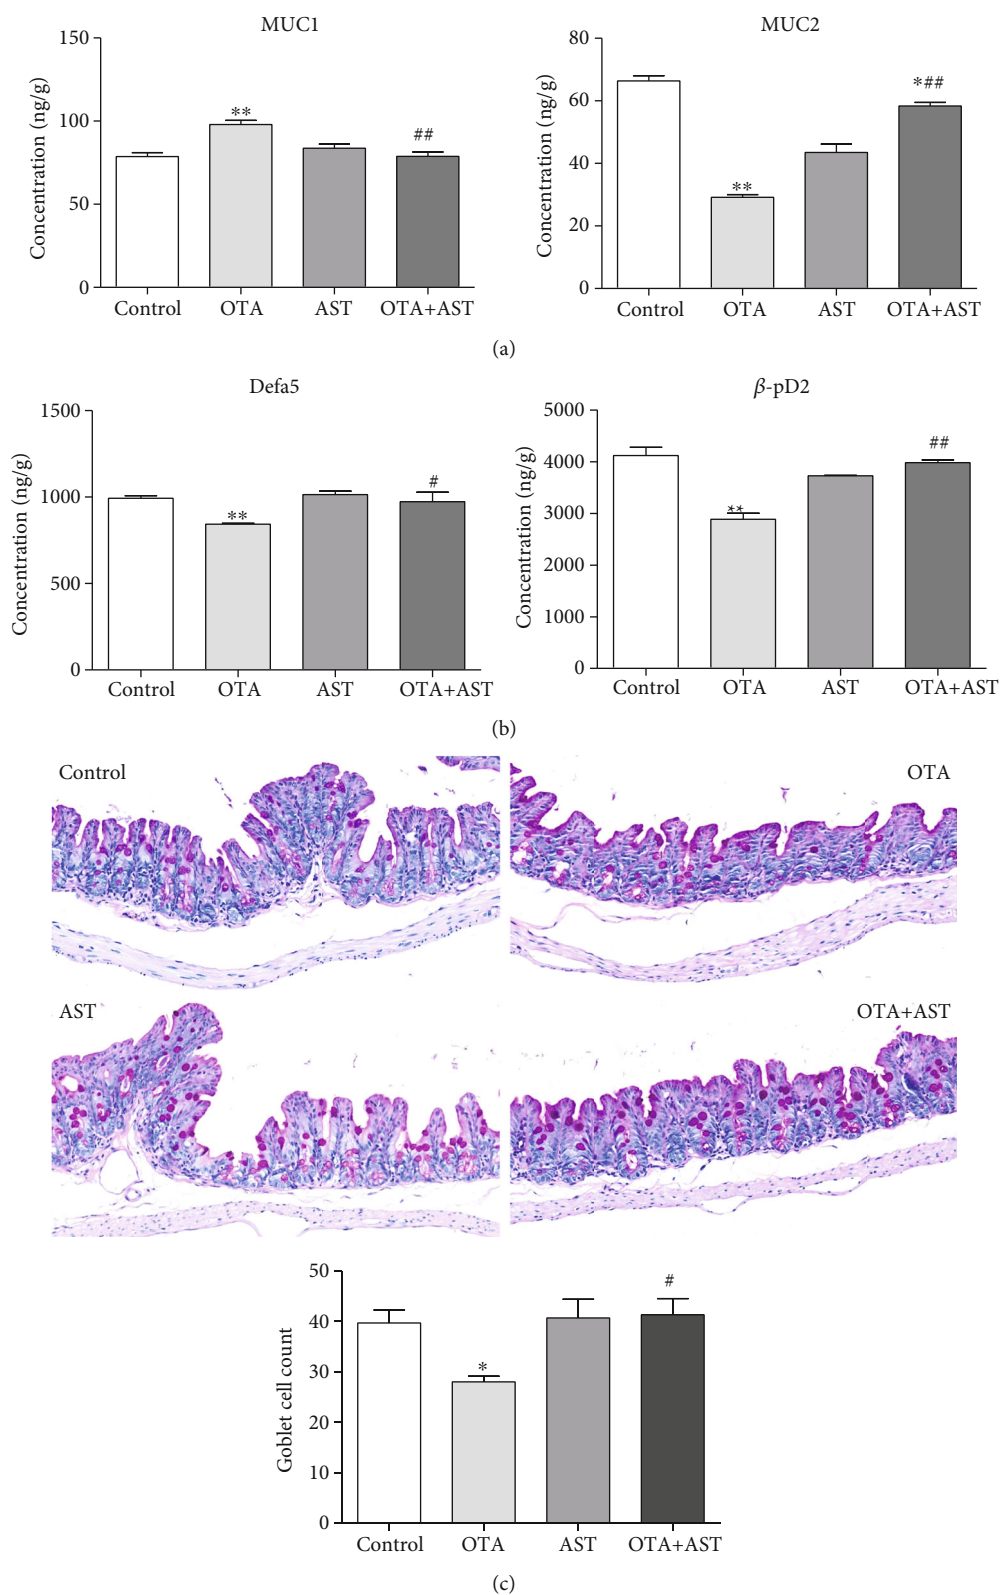 MUC1
150
100
50
0
Concentration (ng/g)
**
##
Control
OTA
AST
OTA+AST
MUC2
80
60
40
20
0
Concentration (ng/g)
**
*##
Control
OTA
AST
OTA+AST
(a)
Defa5
1500
1000
500
0
Concentration (ng/g)
**
#
Control
OTA
AST
OTA+AST
β-pD2
5000
4000
3000
2000
1000
0
Concentration (ng/g)
**
##
Control
OTA
AST
OTA+AST
(b)
Control
OTA
AST
OTA+AST
50
40
30
20
10
0
Goblet cell count
*
#
Control
OTA
AST
OTA+AST
(c)